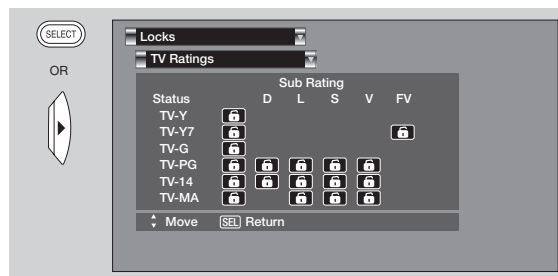 SELECT
OR
Locks
TV Ratings
Sub Rating
Status D L S V FV
TV-Y
TV-Y7
TV-G
TV-PG
TV-14
TV-MA
Move SEL Return